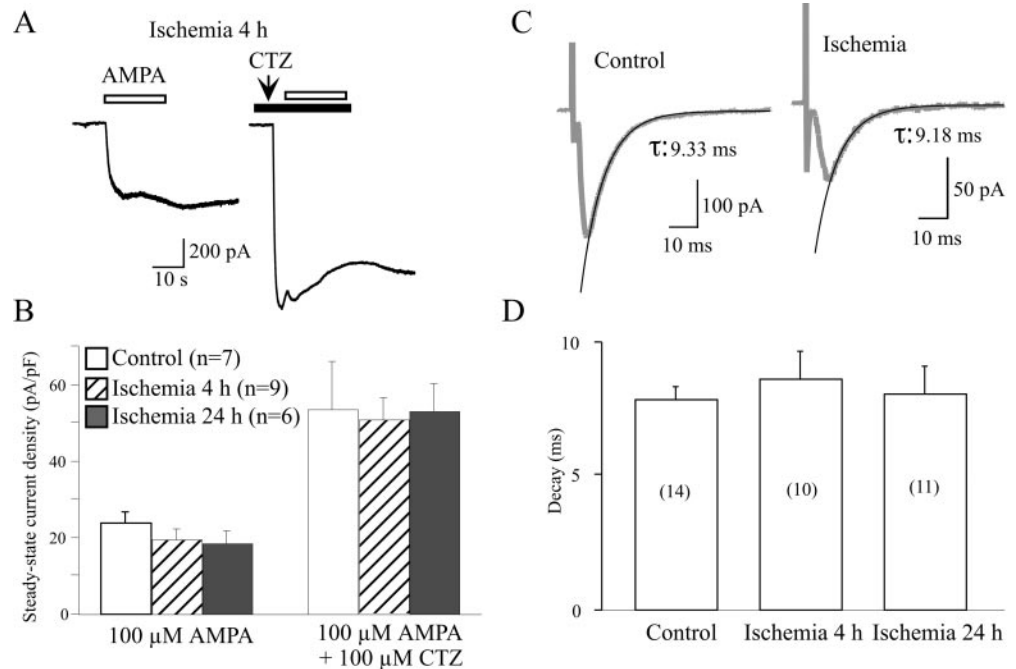 A
Ischemia 4 h
AMPA
CTZ
200 pA
10 s
B
Steady-state current density (pA/pF)
60
50
40
30
20
10
0
Control (n=7)
Ischemia 4 h (n=9)
Ischemia 24 h (n=6)
100 µM AMPA
100 µM AMPA
+ 100 µM CTZ
C
Control
τ: 9.33 ms
100 pA
10 ms
Ischemia
τ: 9.18 ms
50 pA
10 ms
D
Decay (ms)
10
5
0
(14)
(10)
(11)
Control
Ischemia 4 h
Ischemia 24 h